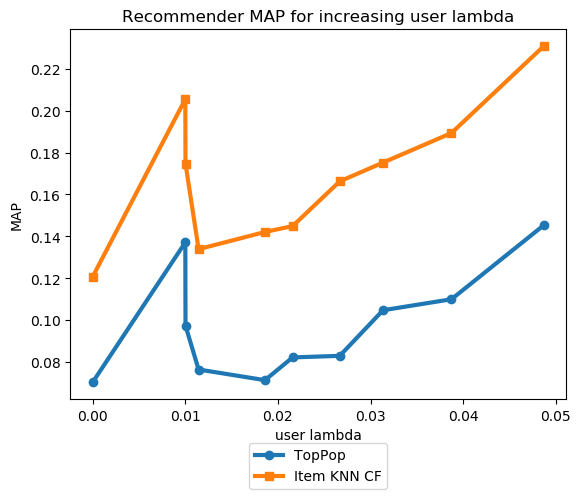 Recommender MAP for increasing user lambda
MAP
0.22
0.20
0.18
0.16
0.14
0.12
0.10
0.08
0.00 0.01 0.02 0.03 0.04 0.05
user lambda
TopPop
Item KNN CF